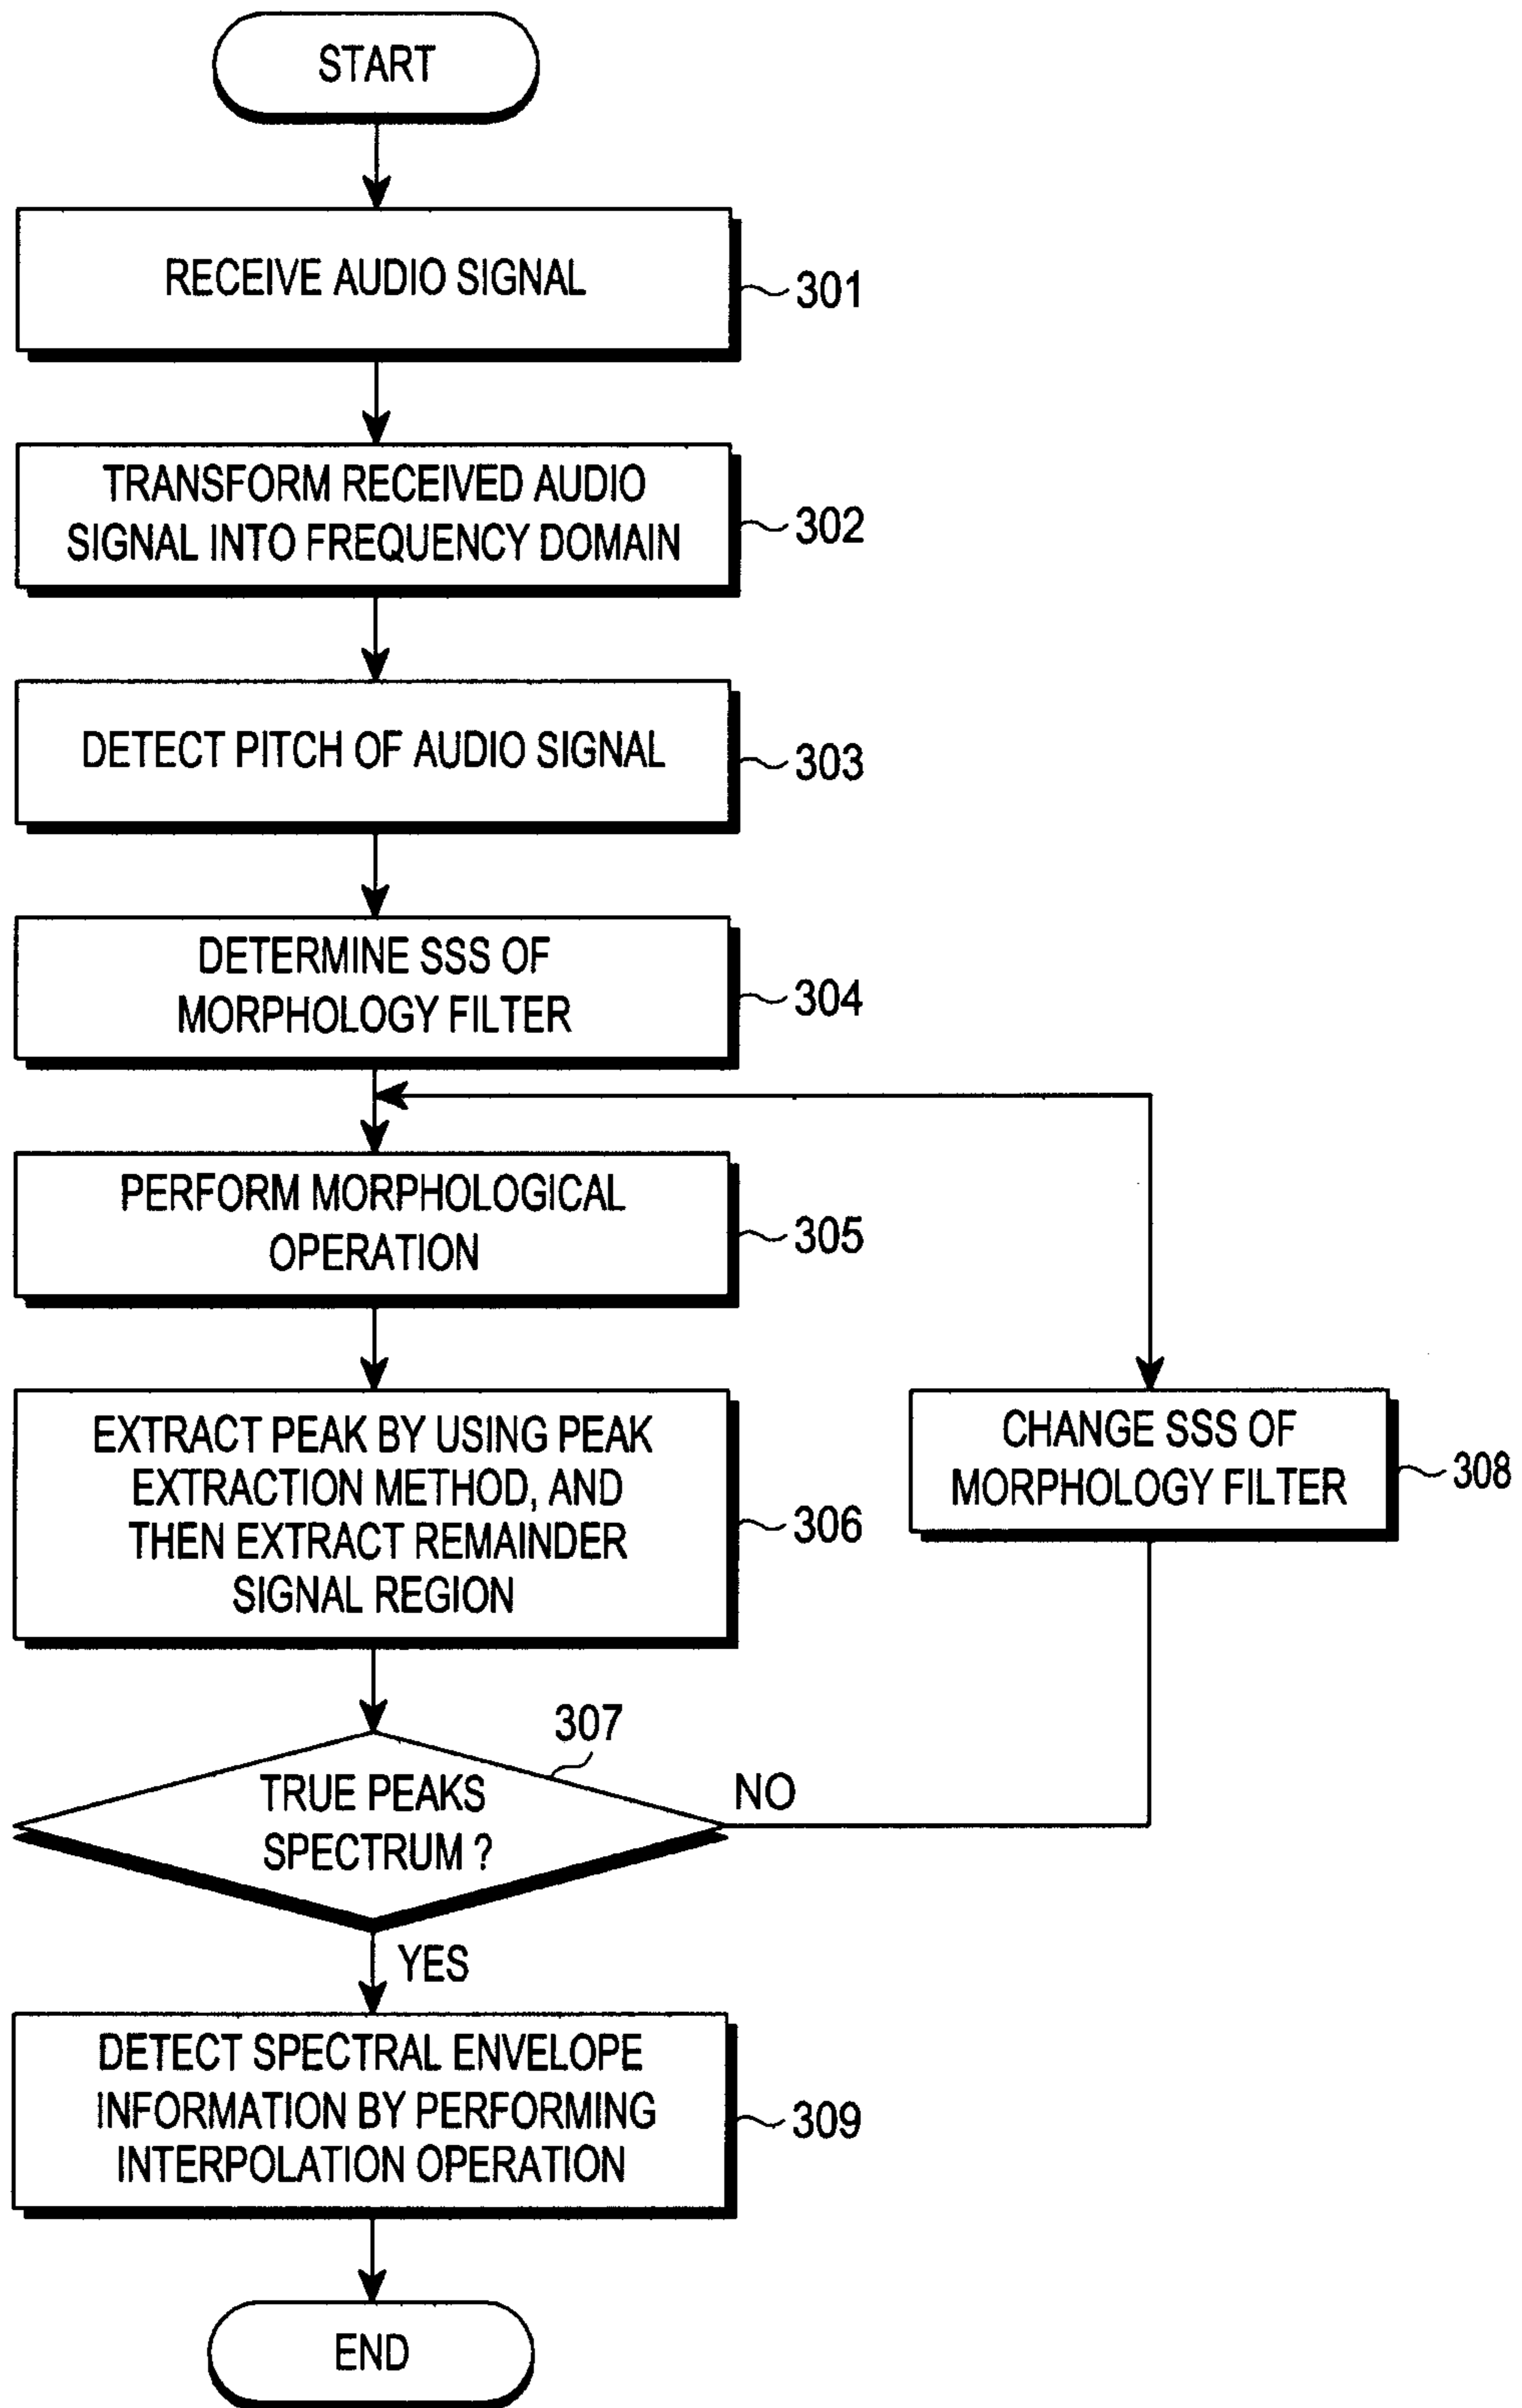 START
RECEIVE AUDIO SIGNAL
301
TRANSFORM RECEIVED AUDIO
SIGNAL INTO FREQUENCY DOMAIN
302
DETECT PITCH OF AUDIO SIGNAL
303
DETERMINE SSS OF
MORPHOLOGY FILTER
304
PERFORM MORPHOLOGICAL
OPERATION
305
EXTRACT PEAK BY USING PEAK
EXTRACTION METHOD, AND
THEN EXTRACT REMAINDER
SIGNAL REGION
306
CHANGE SSS OF
MORPHOLOGY FILTER
308
307
TRUE PEAKS
SPECTRUM ?
NO
YES
DETECT SPECTRAL ENVELOPE
INFORMATION BY PERFORMING
INTERPOLATION OPERATION
309
END